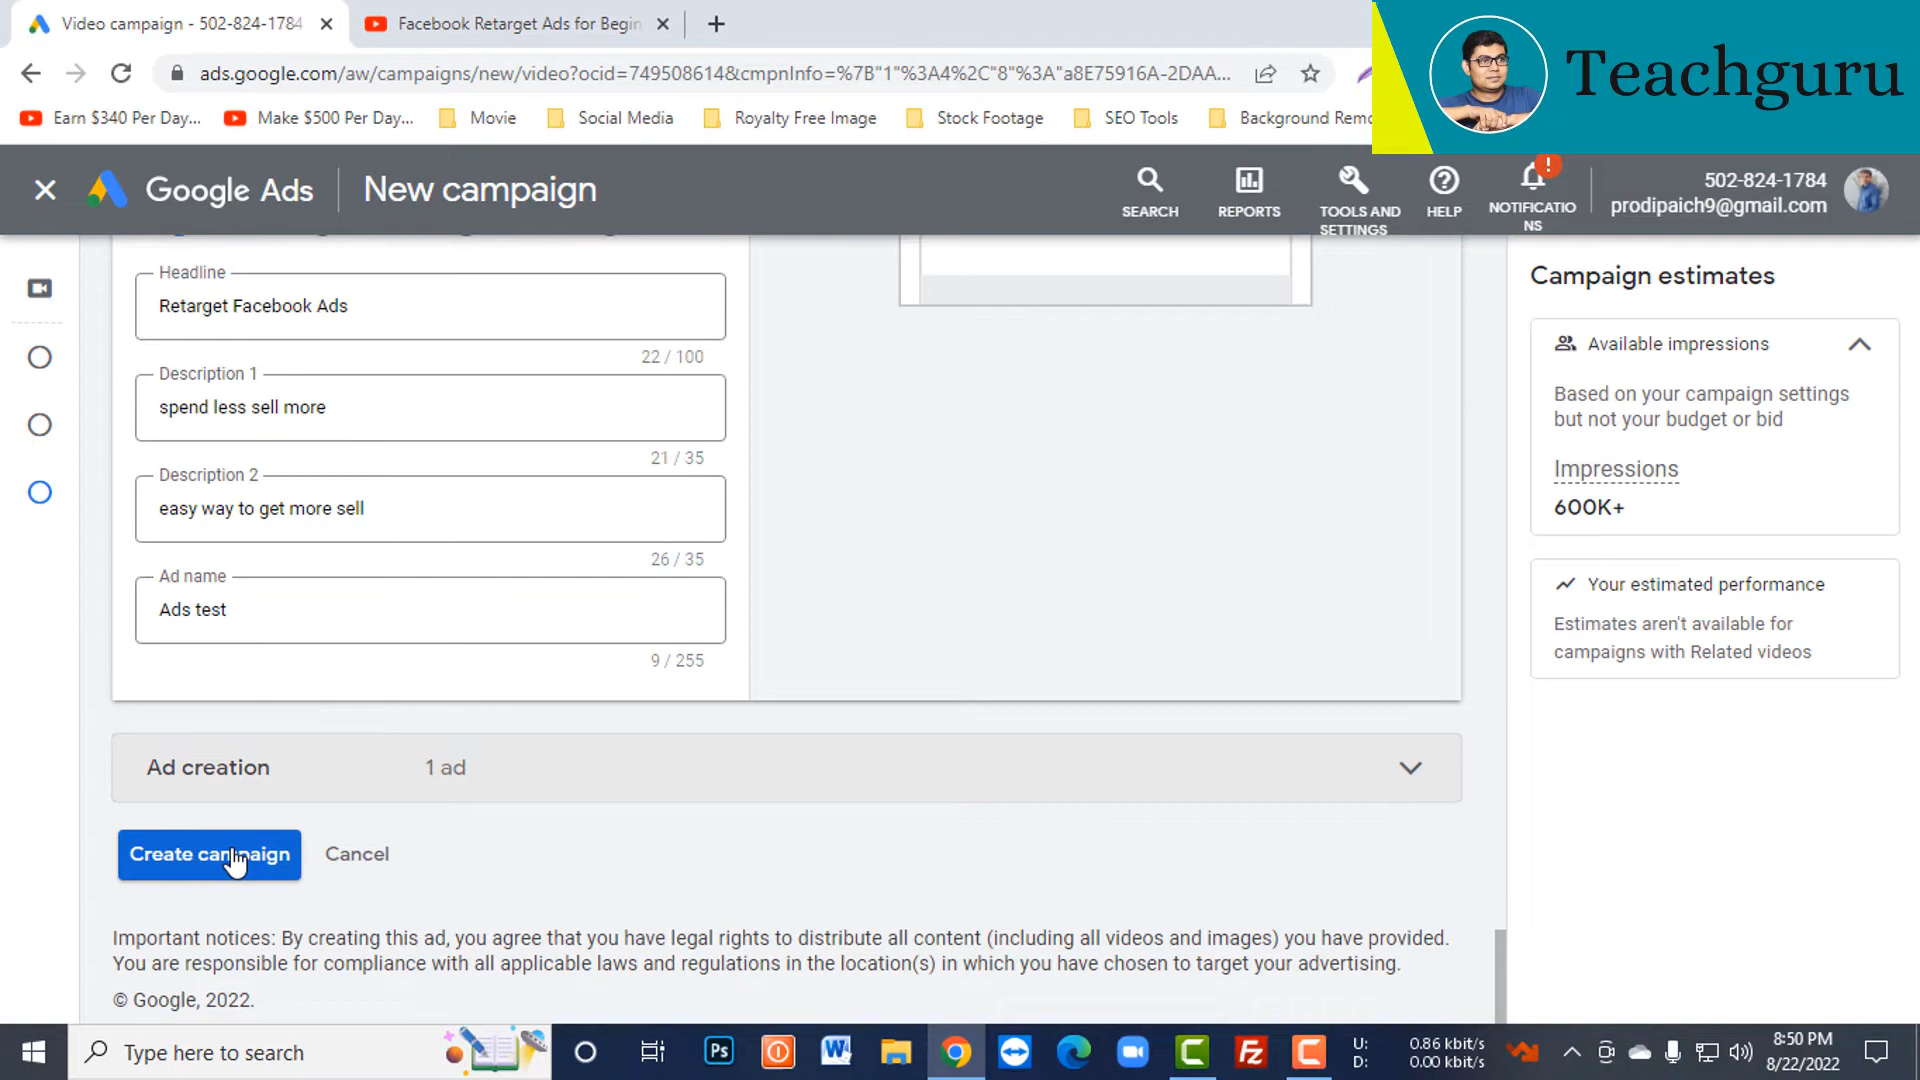 Video campaign - 502-824-1784
Facebook Retarget Ads for Begin
Teachguru
ads.google.com/aw/campaigns/new/video?ocid=749508614&cmpnInfo=%7B"1"%3A4%2C"8"%3A"a8E75916A-2DAA...
Earn $340 Per Day...
Make $500 Per Day...
Movie
Social Media
Royalty Free Image
Stock Footage
SEO Tools
Background Remo
Google Ads
New campaign
SEARCH
REPORTS
TOOLS AND
SETTINGS
HELP
NOTIFICATIO
NS
!
502-824-1784
prodipaich9@gmail.com
Headline
Retarget Facebook Ads
22 / 100
Description 1
spend less sell more
21 / 35
Description 2
easy way to get more sell
26 / 35
Ad name
Ads test
9 / 255
Campaign estimates
Available impressions
Based on your campaign settings
but not your budget or bid
Impressions
600K+
Your estimated performance
Estimates aren't available for
campaigns with Related videos
Ad creation
1 ad
Create campaign
Cancel
Important notices: By creating this ad, you agree that you have legal rights to distribute all content (including all videos and images) you have provided.
You are responsible for compliance with all applicable laws and regulations in the location(s) in which you have chosen to target your advertising.
© Google, 2022.
Type here to search
Ps
W
Fz
U: 0.86 kbit/s
D: 0.00 kbit/s
8:50 PM
8/22/2022